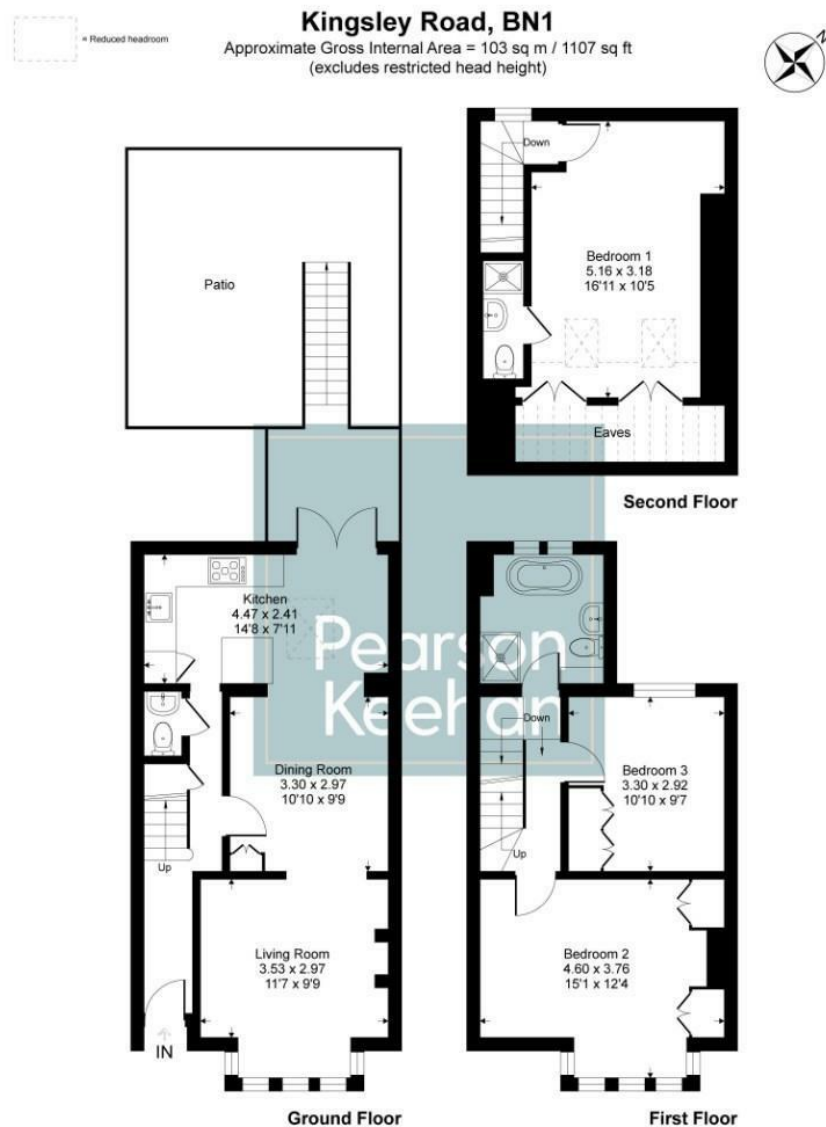 = Reduced headroom
Kingsley Road, BN1
Approximate Gross Internal Area = 103 sq m / 1107 sq ft
(excludes restricted head height)
N
Down
Bedroom 1
5.16 x 3.18
16'11 x 10'5
Patio
Eaves
Second Floor
Kitchen
4.47 x 2.41
14'8 x 7'11
Pearson
Keehan
Down
Dining Room
3.30 x 2.97
10'10 x 9'9
Bedroom 3
3.30 x 2.92
10'10 x 9'7
Up
Up
Living Room
3.53 x 2.97
11'7 x 9'9
Bedroom 2
4.60 x 3.76
15'1 x 12'4
IN
Ground Floor
First Floor